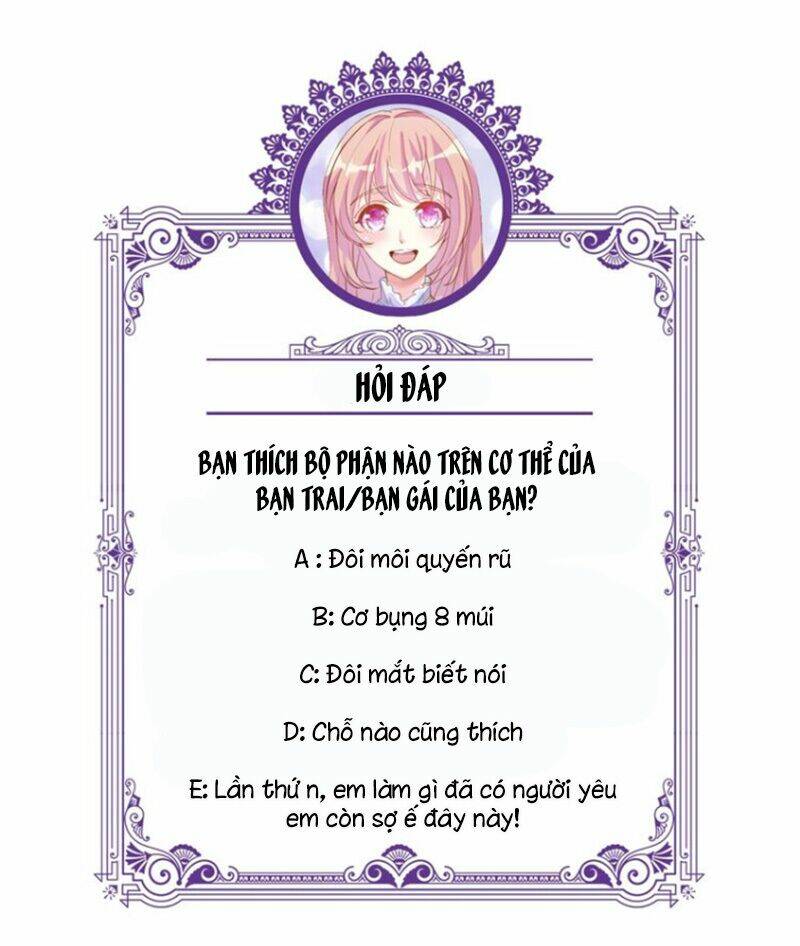 HỎI ĐÁP
BẠN THÍCH BỘ PHẬN NÀO TRÊN CƠ THỂ CỦA
BẠN TRAI/BẠN GÁI CỦA BẠN?
A : Đôi môi quyến rũ
B: Cơ bụng 8 múi
C: Đôi mắt biết nói
D: Chỗ nào cũng thích
E: Lần thứ n, em làm gì đã có người yêu
em còn sợ ế đây này!